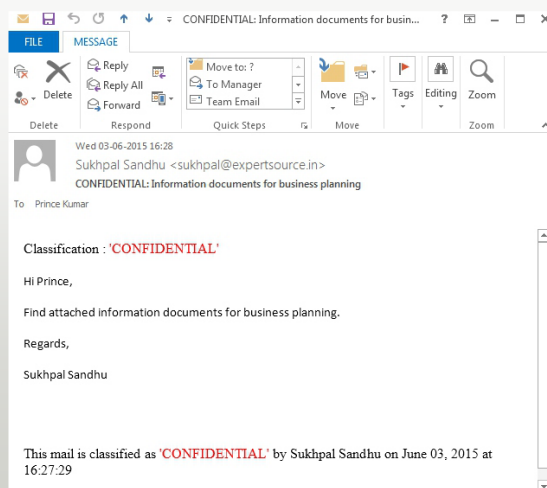 CONFIDENTIAL: Information documents for busin...
?
FILE
MESSAGE
Delete
Reply
Reply All
Forward
Move to: ?
To Manager
Team Email
Move
Tags
Editing
Zoom
Delete
Respond
Quick Steps
Move
Zoom
Wed 03-06-2015 16:28
Sukhpal Sandhu <sukhpal@expertsource.in>
CONFIDENTIAL: Information documents for business planning
To Prince Kumar
Classification : 'CONFIDENTIAL'
Hi Prince,
Find attached information documents for business planning.
Regards,
Sukhpal Sandhu
This mail is classified as 'CONFIDENTIAL' by Sukhpal Sandhu on June 03, 2015 at
16:27:29